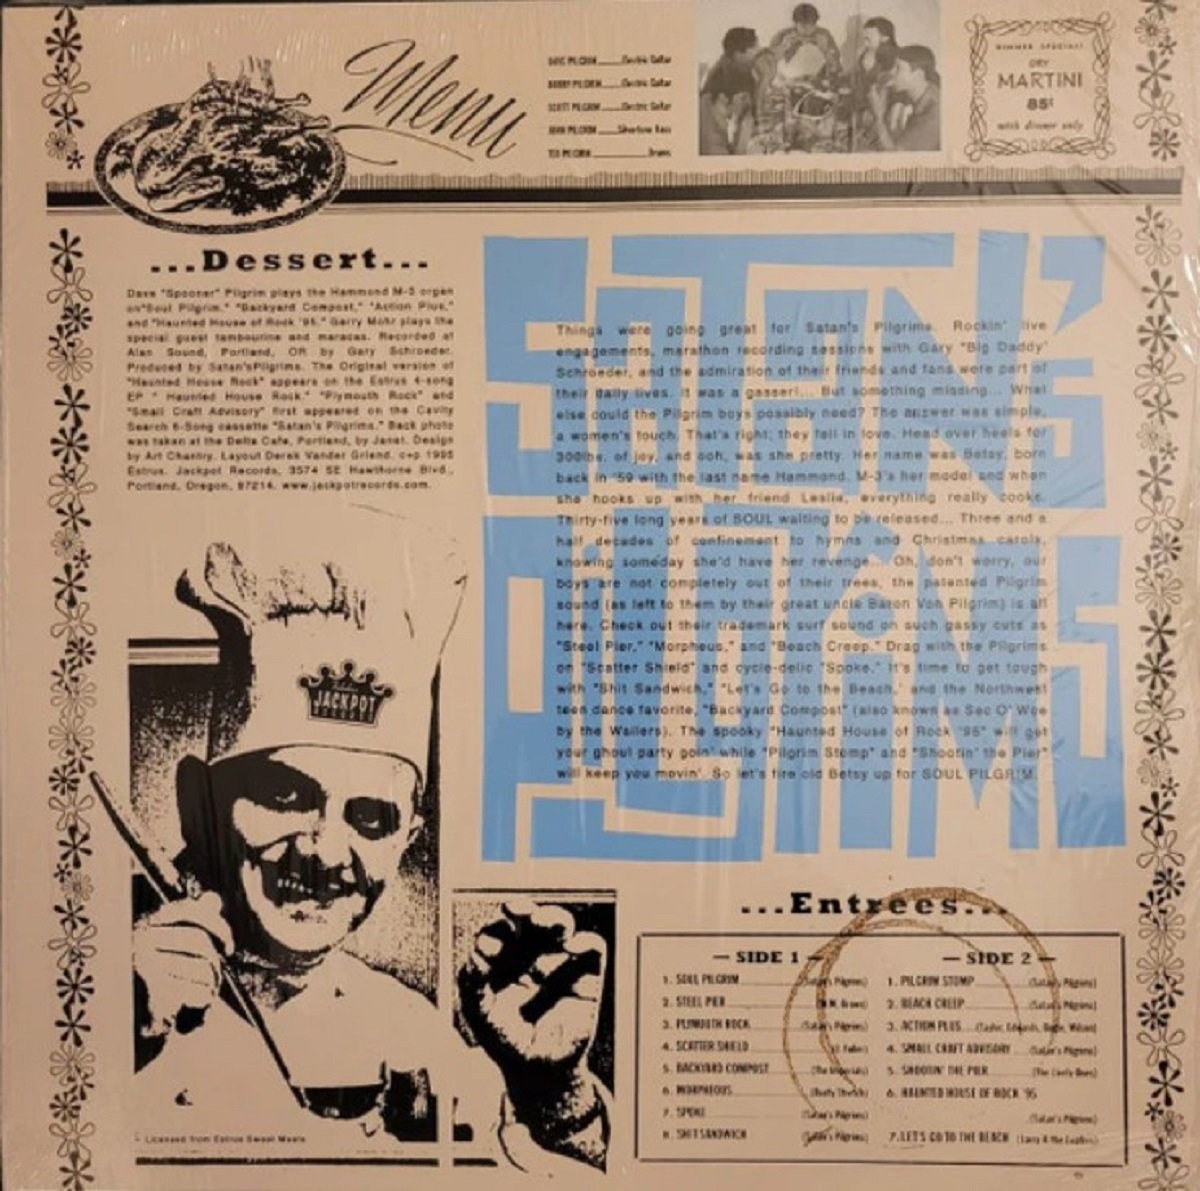 Menu
DAVE PILGRIM Electric Guitar
BOBBY PILGRIM Electric Guitar
SCOTT PILGRIM Electric Guitar
JOHN PILGRIM Silvertone Bass
TED PILGRIM Drums
DINNER SPECIAL!
DRY
MARTINI
85¢
with dinner only
...Dessert...
Dave "Spooner" Pilgrim plays the Hammond M-3 organ
on"Soul Pilgrim," "Backyard Compost," "Action Plus,"
and "Haunted House of Rock '95." Gerry Mohr plays the
special guest tambourine and maracas. Recorded at
Alan Sound, Portland, OR by Gary Schroeder.
Produced by Satan'sPilgrims. The Original version of
"Haunted House Rock" appears on the Estrus 4-song
EP " Haunted House Rock." "Plymouth Rock" and
"Small Craft Advisory" first appeared on the Cavity
Search 6-Song cassette "Satan's Pilgrims." Back photo
was taken at the Delta Cafe, Portland, by Janet. Design
by Art Chantry. Layout Derek Vander Griend. c+p 1995
Estrus. Jackpot Records, 3574 SE Hawthorne Blvd.,
Portland, Oregon, 97214. www.jackpotrecords.com.
SATAN'S
PILGRIMS
Things were going great for Satan's Pilgrims. Rockin' live
engagements, marathon recording sessions with Gary "Big Daddy"
Schroeder, and the admiration of their friends and fans were part of
their daily lives. It was a gasser!... But something missing... What
else could the Pilgrim boys possibly need? The answer was simple,
a women's touch. That's right; they fell in love. Head over heels for
300lbs. of joy, and ooh, was she pretty. Her name was Betsy, born
back in '59 with the last name Hammond. M-3's her model and when
she hooks up with her friend Leslie, everything really cooks.
Thirty-five long years of SOUL waiting to be released... Three and a
half decades of confinement to hymns and Christmas carols,
knowing someday she'd have her revenge... Oh, don't worry, our
boys are not completely out of their trees, the patented Pilgrim
sound (as left to them by their great uncle Baron Von Pilgrim) is all
here. Check out their trademark surf sound on such gassy cuts as
"Steel Pier," "Morpheus," and "Beach Creep." Drag with the Pilgrims
on "Scatter Shield" and cycle-delic "Spoke." It's time to get tough
with "Shit Sandwich," "Let's Go to the Beach,' and the Northwest
teen dance favorite, "Backyard Compost" (also known as Sac O' Woe
by the Wailers). The spooky "Haunted House of Rock '95" will get
your ghoul party goin' while "Pilgrim Stomp" and "Shootin' the Pier"
will keep you movin'. So let's fire old Betsy up for SOUL PILGRIM.
JACKPOT
RECORDS
Licensed from Estrus Sweet Meats
...Entrees...
— SIDE 1 —
1. SOUL PILGRIM (Satan's Pilgrims)
2. STEEL PIER
3. PLYMOUTH ROCK (Satan's Pilgrims)
4. SCATTER SHIELD
5. BACKYARD COMPOST
6. MORPHEOUS
7. SPOKE (Satan's Pilgrims)
8. SHIT SANDWICH (Satan's Pilgrims)
— SIDE 2 —
1. PILGRIM STOMP (Satan's Pilgrims)
2. BEACH CREEP (Satan's Pilgrims)
3. ACTION PLUS
4. SMALL CRAFT ADVISORY (Satan's Pilgrims)
5. SHOOTIN' THE PIER (The Lively Ones)
6. HAUNTED HOUSE OF ROCK '95
(Satan's Pilgrims)
7. LET'S GO TO THE BEACH